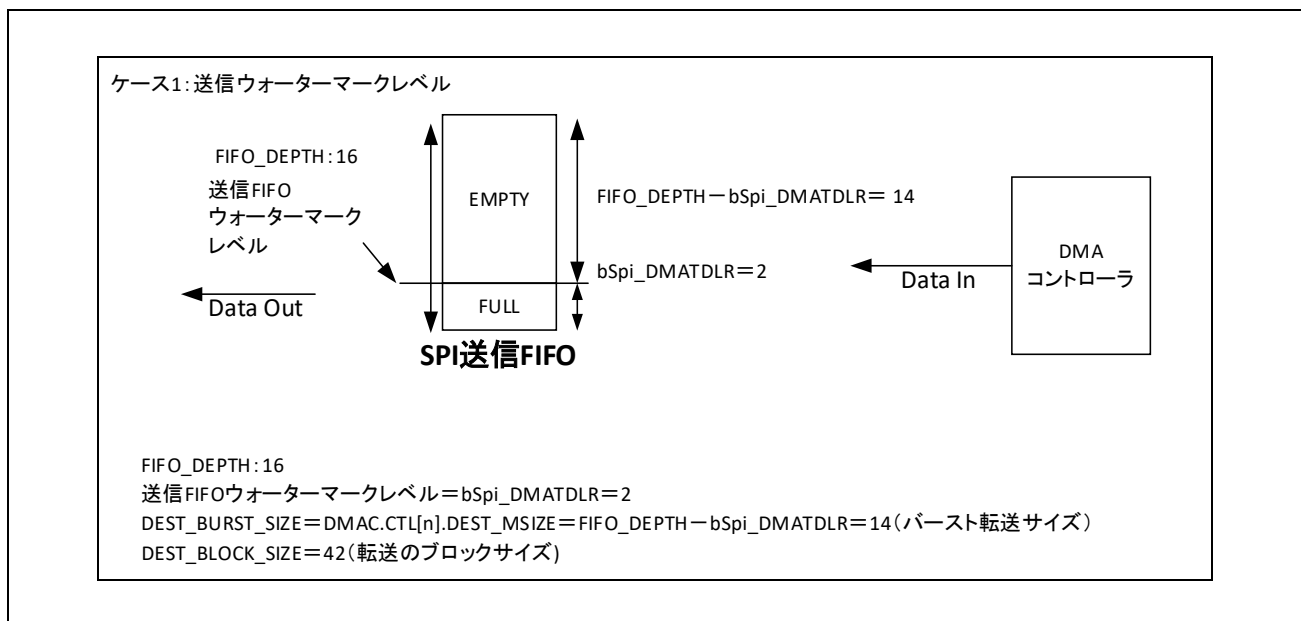 ケース1:送信ウォーターマークレベル
FIFO_DEPTH:16
送信FIFO
ウォーターマーク
レベル
EMPTY
FIFO_DEPTH－bSpi_DMATDLR＝ 14
bSpi_DMATDLR＝2
DMA
コントローラ
Data In
Data Out
FULL
SPI送信FIFO
FIFO_DEPTH:16
送信FIFOウォーターマークレベル＝bSpi_DMATDLR＝2
DEST_BURST_SIZE＝DMAC.CTL[n].DEST_MSIZE＝FIFO_DEPTH－bSpi_DMATDLR＝14(バースト転送サイズ)
DEST_BLOCK_SIZE＝42(転送のブロックサイズ)